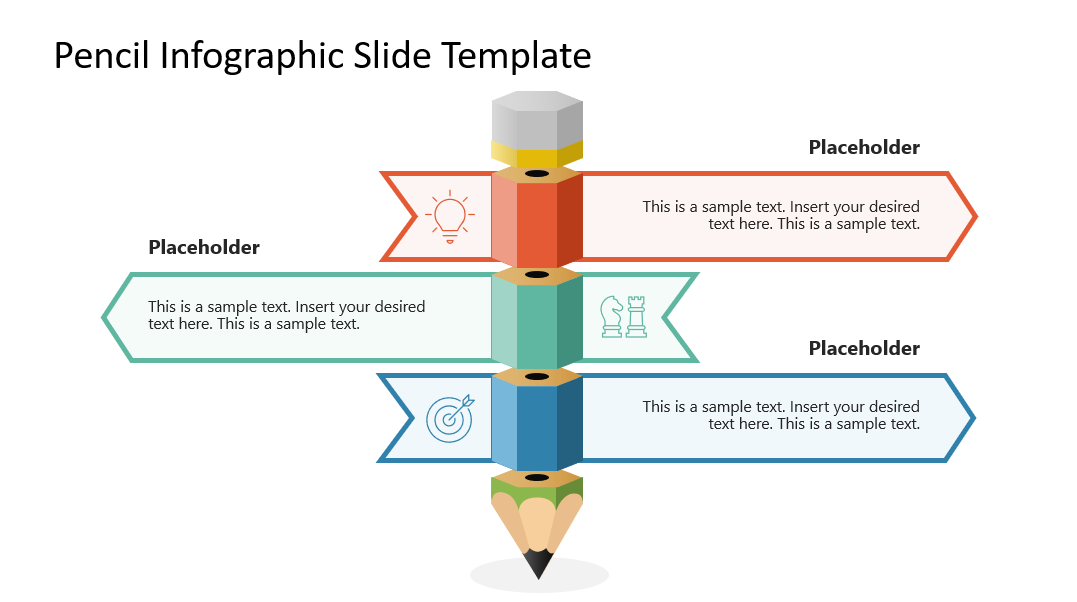 Pencil Infographic Slide Template
Placeholder
This is a sample text. Insert your desired
text here. This is a sample text.
Placeholder
This is a sample text. Insert your desired
text here. This is a sample text.
Placeholder
This is a sample text. Insert your desired
text here. This is a sample text.